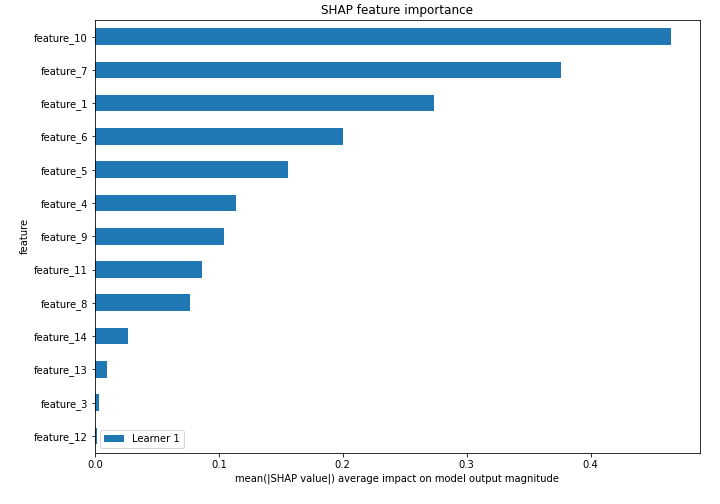 SHAP feature importance
feature_10
feature_7
feature_1
feature_6
feature_5
feature_4
feature_9
feature_11
feature_8
feature_14
feature_13
feature_3
feature_12
feature
Learner 1
0.0 0.1 0.2 0.3 0.4
mean(|SHAP value|) average impact on model output magnitude